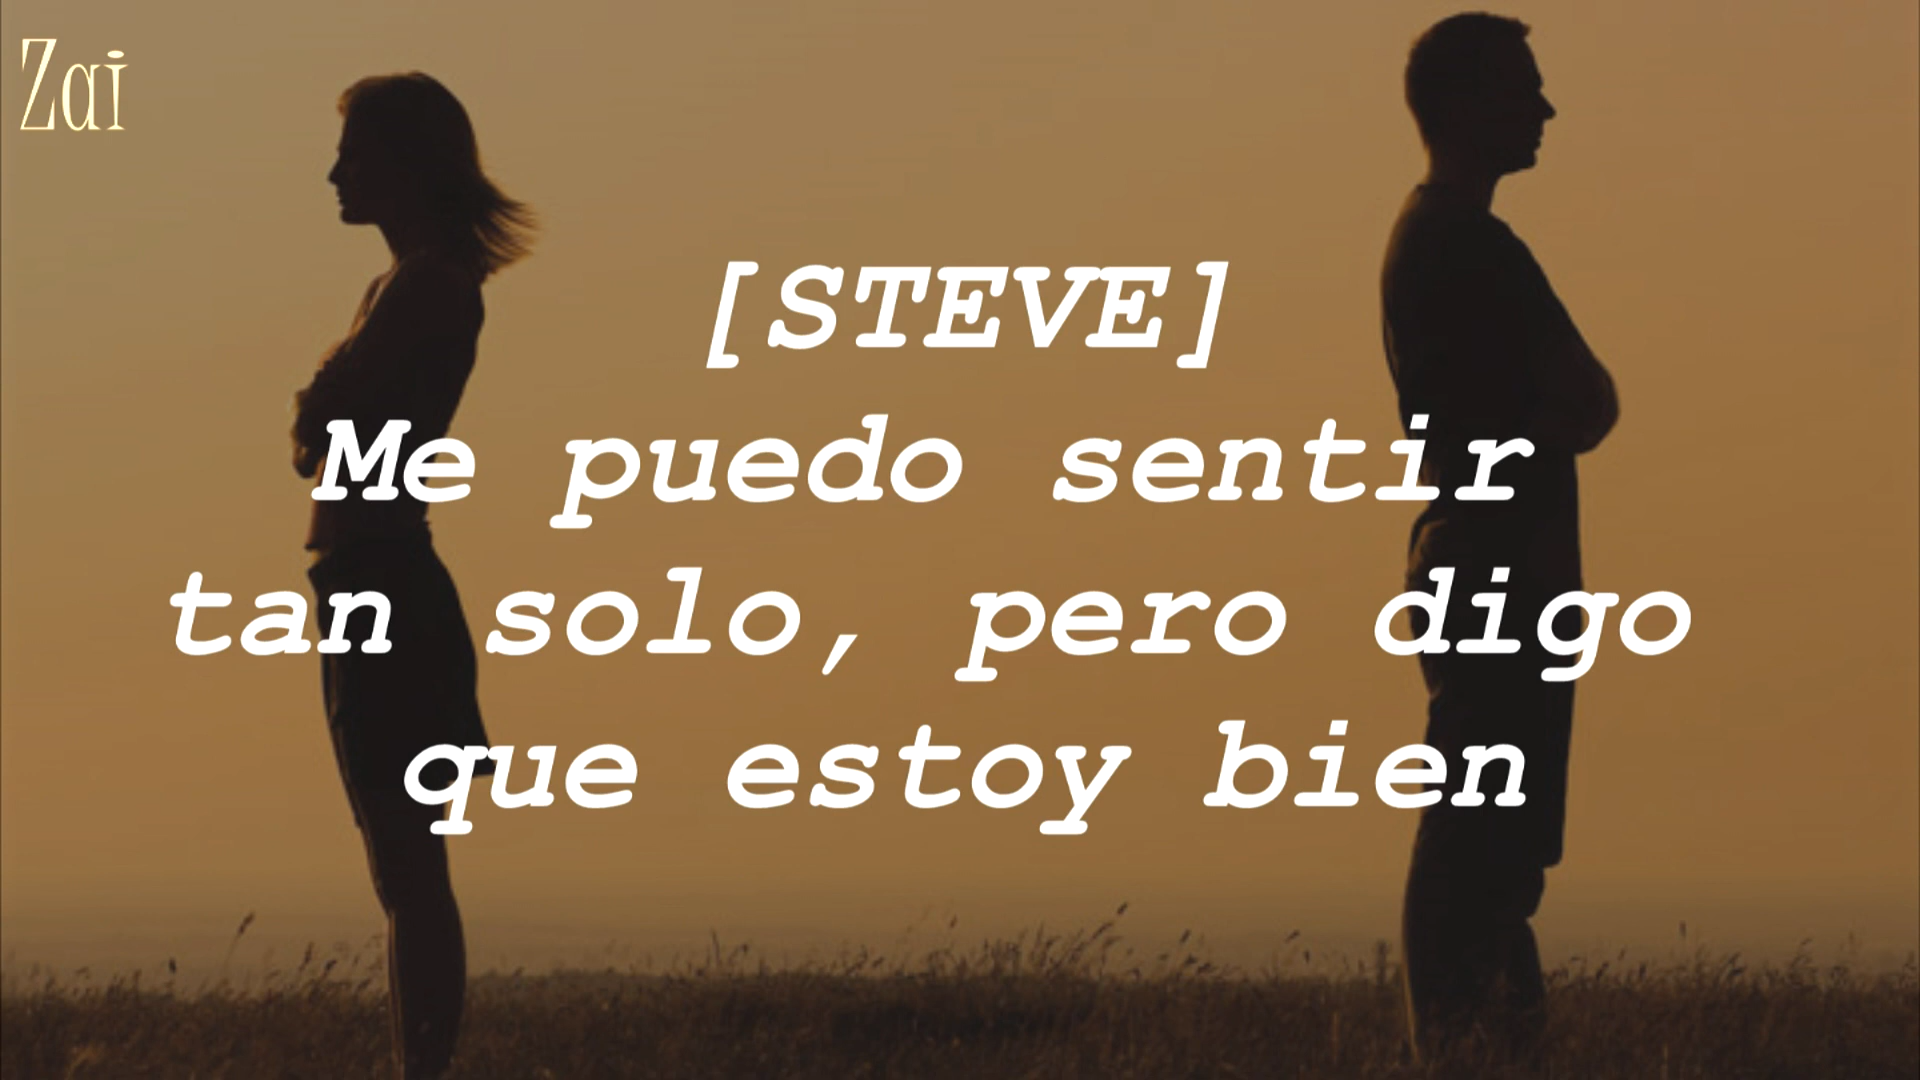 Zai
[STEVE]
Me puedo sentir
tan solo, pero digo
que estoy bien